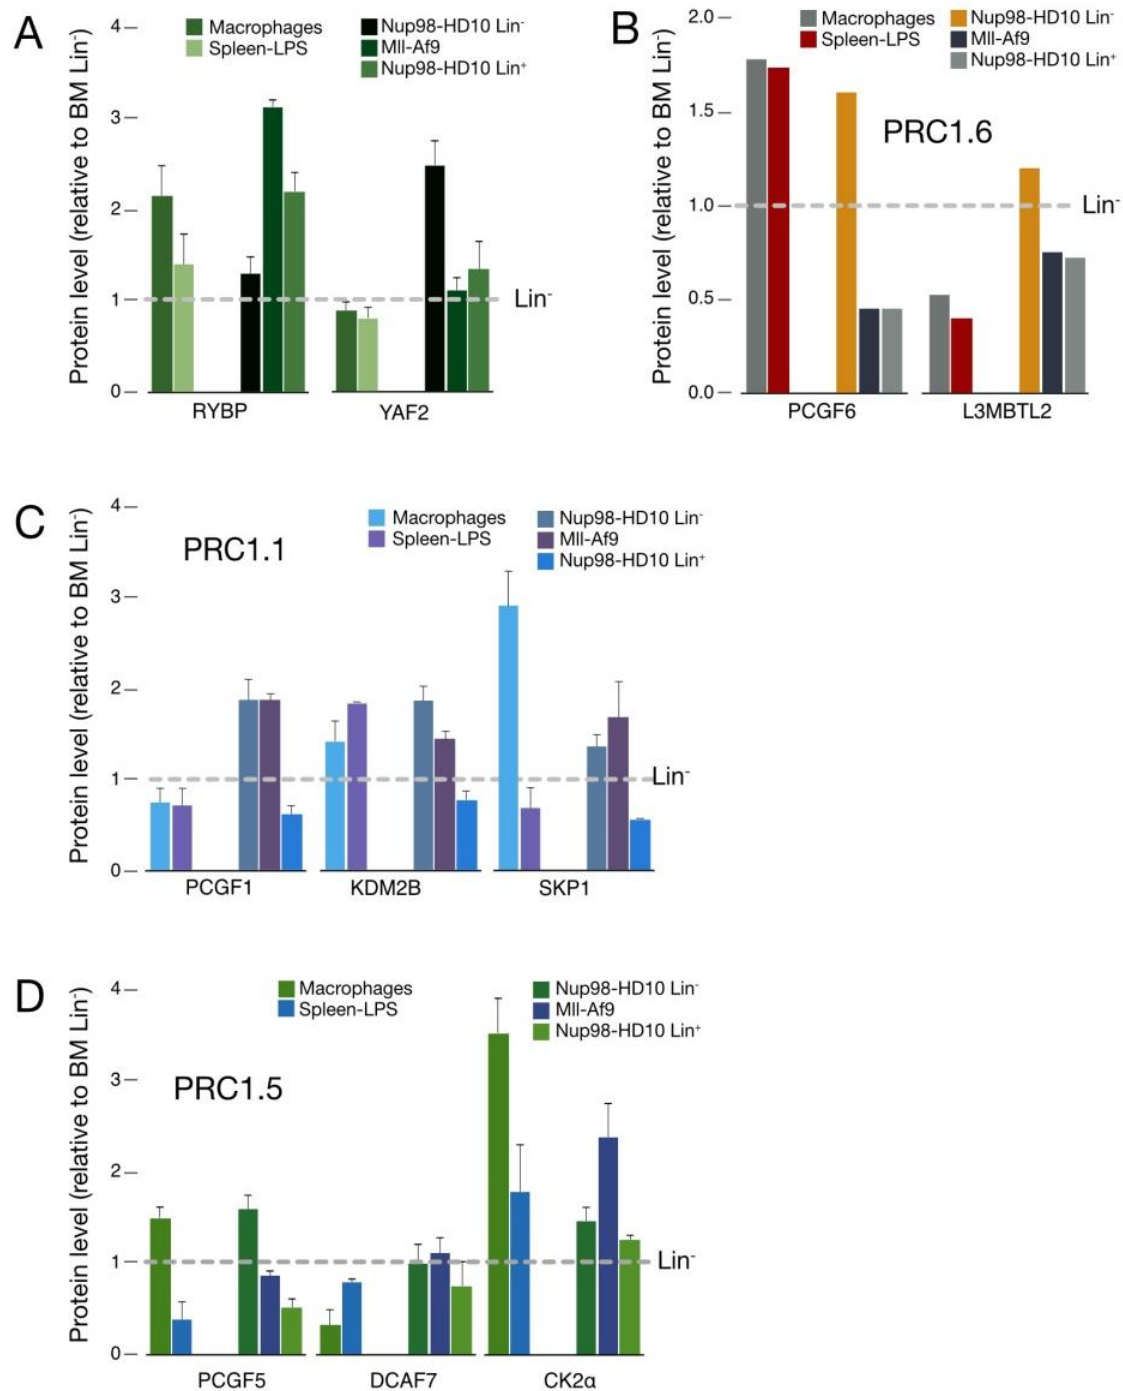 A
Protein level (relative to BM Lin⁻)
4
3
2
1
0
Macrophages
Spleen-LPS
Nup98-HD10 Lin⁻
Mll-Af9
Nup98-HD10 Lin⁺
Lin⁻
RYBP
YAF2
B
Protein level (relative to BM Lin⁻)
2.0
1.5
1.0
0.5
0.0
Macrophages
Spleen-LPS
Nup98-HD10 Lin⁻
Mll-Af9
Nup98-HD10 Lin⁺
PRC1.6
Lin⁻
PCGF6
L3MBTL2
C
Protein level (relative to BM Lin⁻)
4
3
2
1
0
PRC1.1
Macrophages
Spleen-LPS
Nup98-HD10 Lin⁻
Mll-Af9
Nup98-HD10 Lin⁺
Lin⁻
PCGF1
KDM2B
SKP1
D
Protein level (relative to BM Lin⁻)
4
3
2
1
0
Macrophages
Spleen-LPS
Nup98-HD10 Lin⁻
Mll-Af9
Nup98-HD10 Lin⁺
PRC1.5
Lin⁻
PCGF5
DCAF7
CK2α